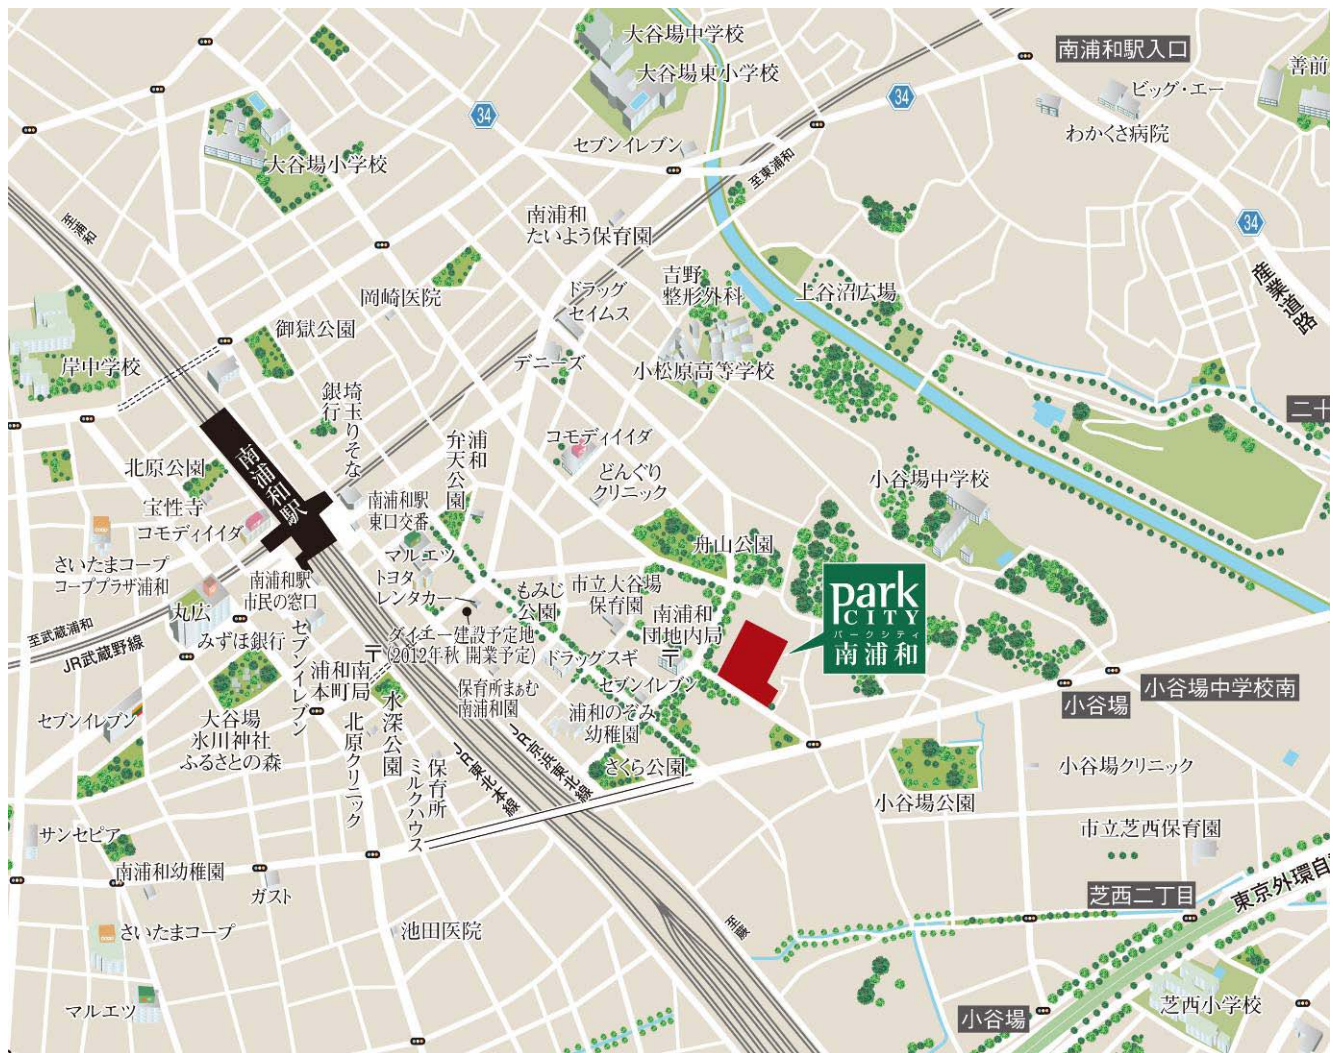 大谷場中学校
大谷場東小学校
南浦和駅入口
善前
ビッグ・エー
わかくさ病院
34
34
34
セブンイレブン
大谷場小学校
至東浦和
至浦和
南浦和
たいよう保育園
産業道路
吉野
整形外科
上谷沼広場
岡崎医院
ドラッグ
セイムス
御獄公園
岸中学校
デニーズ
小松原高等学校
埼玉りそな
銀行
二十
浦和
弁天公園
コモディイイダ
どんぐり
クリニック
北原公園
南浦和駅
小谷場中学校
宝性寺
コモディイイダ
南浦和駅
東口交番
マルエツ
舟山公園
さいたまコープ
コーププラザ浦和
南浦和駅
市民の窓口
トヨタ
レンタカー
もみじ
公園
市立大谷場
保育園
南浦和
団地内局
park
CITY
パークシティ
南浦和
丸広
至武蔵浦和
JR武蔵野線
みずほ銀行
セブンイレブン
ダイエー建設予定地
(2012年秋 開業予定)
ドラッグスギ
セブンイレブン
浦和南
本町局
保育所まぁむ
南浦和園
浦和のぞみ
幼稚園
小谷場中学校南
小谷場
セブンイレブン
大谷場
氷川神社
ふるさとの森
北原クリニック
水深公園
保育所
ミルクハウス
JR東北本線
JR京浜東北線
さくら公園
小谷場クリニック
小谷場公園
サンセピア
市立芝西保育園
南浦和幼稚園
ガスト
芝西二丁目
東京外環自
さいたまコープ
池田医院
至蕨
マルエツ
小谷場
芝西小学校